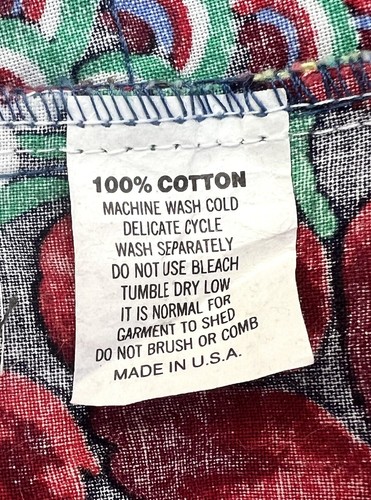 100% COTTON
MACHINE WASH COLD
DELICATE CYCLE
WASH SEPARATELY
DO NOT USE BLEACH
TUMBLE DRY LOW
IT IS NORMAL FOR
GARMENT TO SHED
DO NOT BRUSH OR COMB
MADE IN U.S.A.